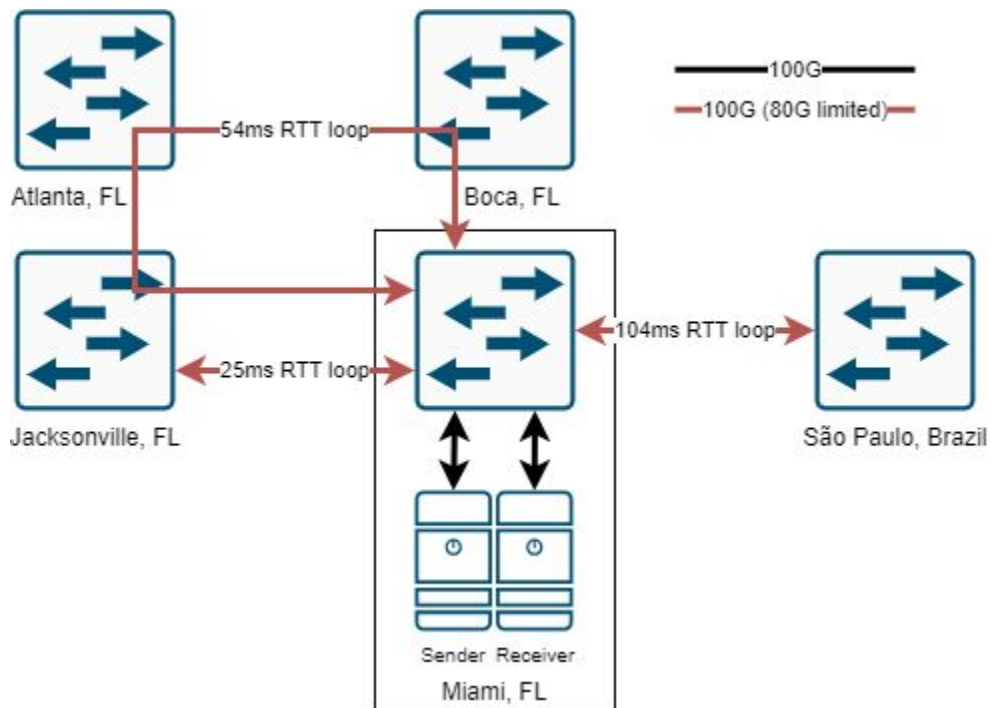 100G
100G (80G limited)
54ms RTT loop
Atlanta, FL
Boca, FL
25ms RTT loop
104ms RTT loop
Jacksonville, FL
São Paulo, Brazil
Sender Receiver
Miami, FL